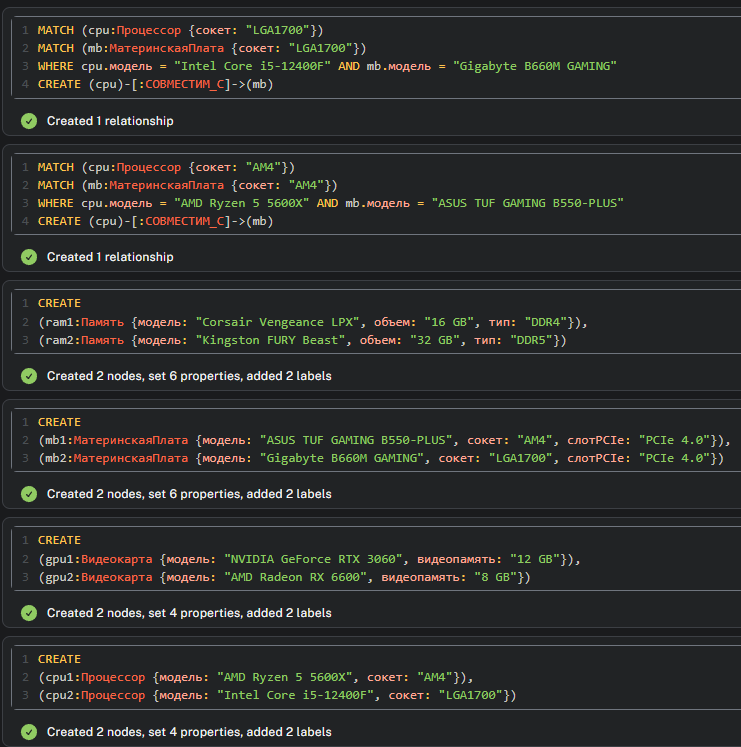 1 MATCH (cpu:Процессор {сокет: "LGA1700"})
2 MATCH (mb:МатеринскаяПлата {сокет: "LGA1700"})
3 WHERE cpu.модель = "Intel Core i5-12400F" AND mb.модель = "Gigabyte B660M GAMING"
4 CREATE (cpu)-[:СОВМЕСТИМ_С]->(mb)
Created 1 relationship
1 MATCH (cpu:Процессор {сокет: "AM4"})
2 MATCH (mb:МатеринскаяПлата {сокет: "AM4"})
3 WHERE cpu.модель = "AMD Ryzen 5 5600X" AND mb.модель = "ASUS TUF GAMING B550-PLUS"
4 CREATE (cpu)-[:СОВМЕСТИМ_С]->(mb)
Created 1 relationship
1 CREATE
2 (ram1:Память {модель: "Corsair Vengeance LPX", объем: "16 GB", тип: "DDR4"}),
3 (ram2:Память {модель: "Kingston FURY Beast", объем: "32 GB", тип: "DDR5"})
Created 2 nodes, set 6 properties, added 2 labels
1 CREATE
2 (mb1:МатеринскаяПлата {модель: "ASUS TUF GAMING B550-PLUS", сокет: "AM4", слотPCIe: "PCIe 4.0"}),
3 (mb2:МатеринскаяПлата {модель: "Gigabyte B660M GAMING", сокет: "LGA1700", слотPCIe: "PCIe 4.0"})
Created 2 nodes, set 6 properties, added 2 labels
1 CREATE
2 (gpu1:Видеокарта {модель: "NVIDIA GeForce RTX 3060", видеопамять: "12 GB"}),
3 (gpu2:Видеокарта {модель: "AMD Radeon RX 6600", видеопамять: "8 GB"})
Created 2 nodes, set 4 properties, added 2 labels
1 CREATE
2 (cpu1:Процессор {модель: "AMD Ryzen 5 5600X", сокет: "AM4"}),
3 (cpu2:Процессор {модель: "Intel Core i5-12400F", сокет: "LGA1700"})
Created 2 nodes, set 4 properties, added 2 labels